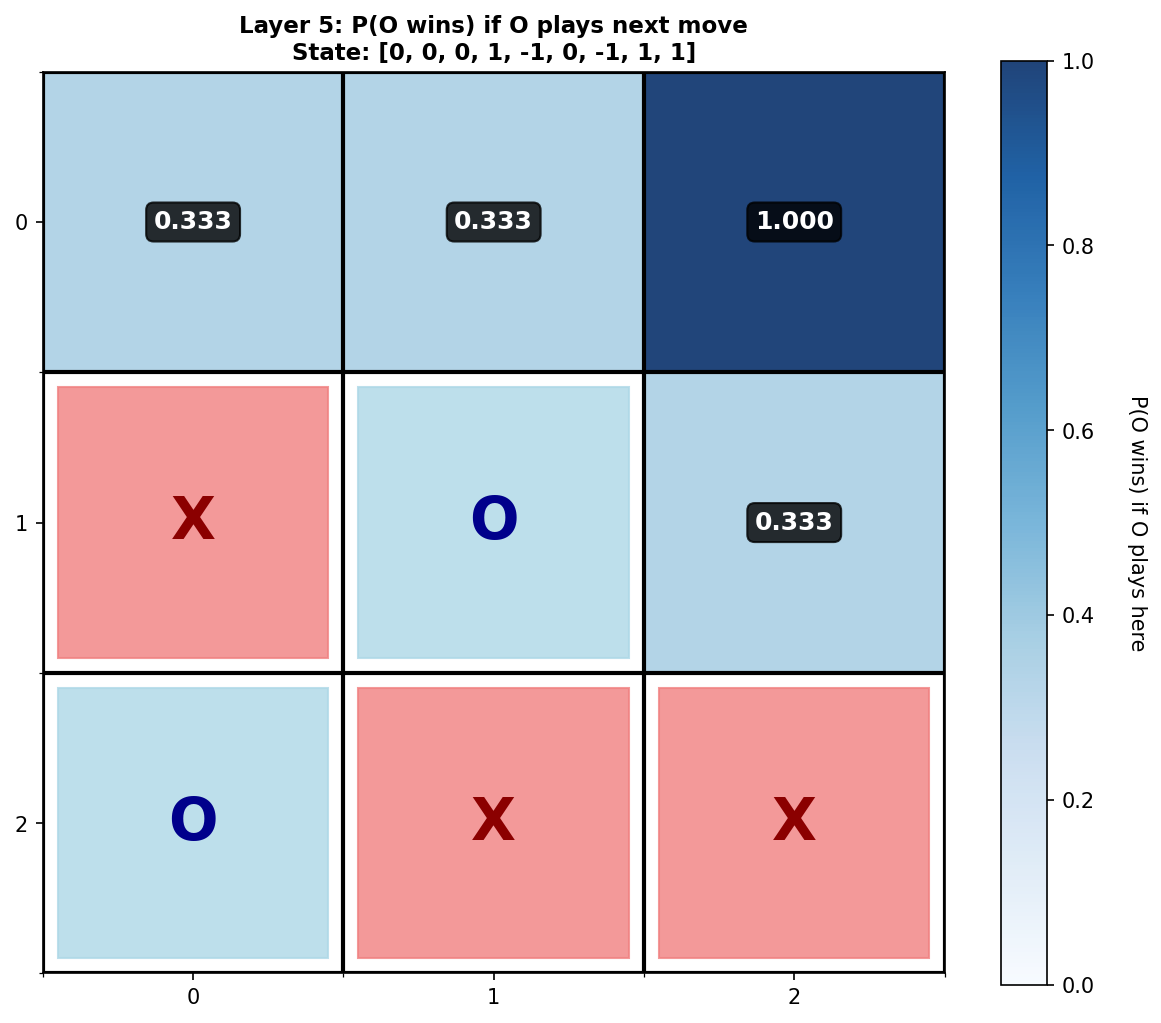 Layer 5: P(O wins) if O plays next move
State: [0, 0, 0, 1, -1, 0, -1, 1, 1]
0
0.333
0.333
1.000
1
X
O
0.333
2
O
X
X
0
1
2
1.0
0.8
0.6
0.4
0.2
0.0
P(O wins) if O plays here